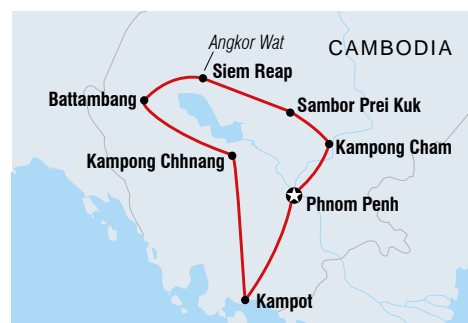 Angkor Wat
CAMBODIA
Siem Reap
Battambang
Sambor Prei Kuk
Kampong Cham
Kampong Chhnang
Phnom Penh
Kampot